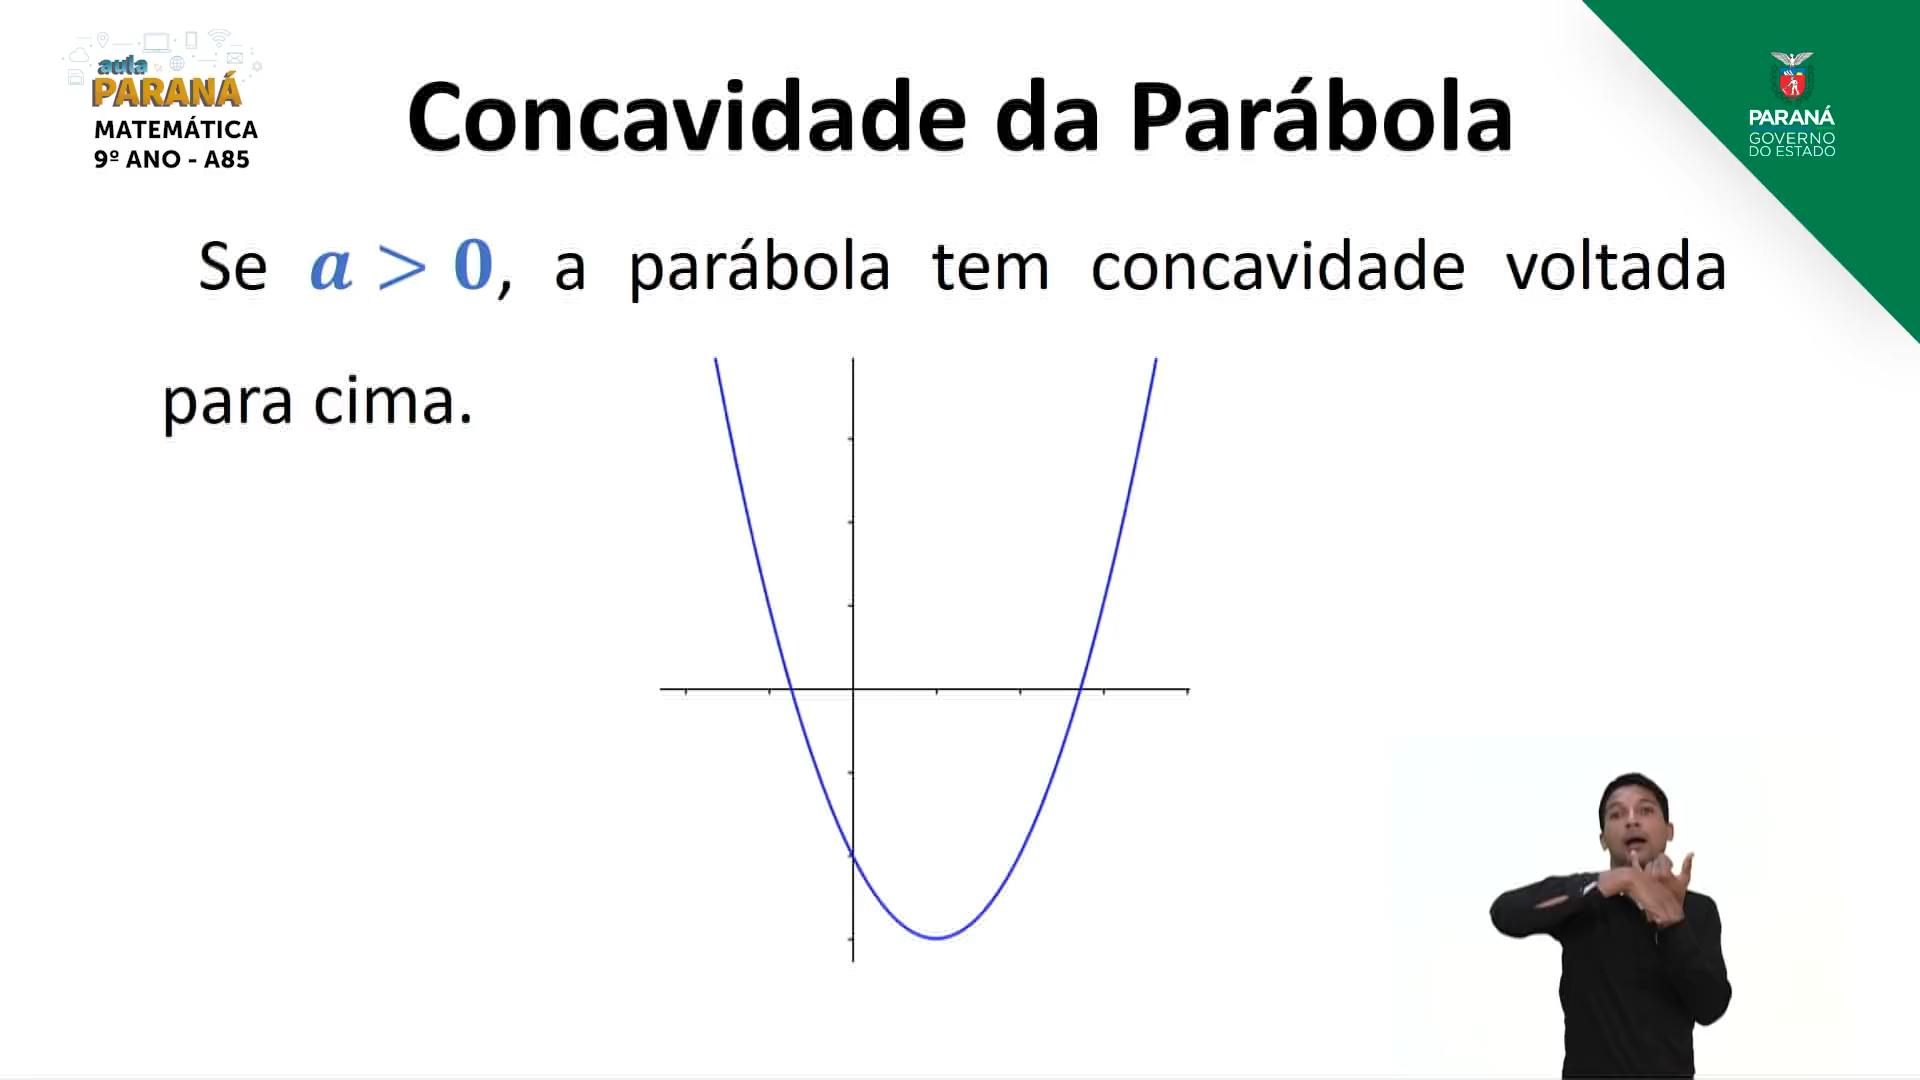 aula
PARANÁ
MATEMÁTICA
9º ANO - A85
Concavidade da Parábola
PARANÁ
GOVERNO
DO ESTADO
Se a > 0, a parábola tem concavidade voltada
para cima.